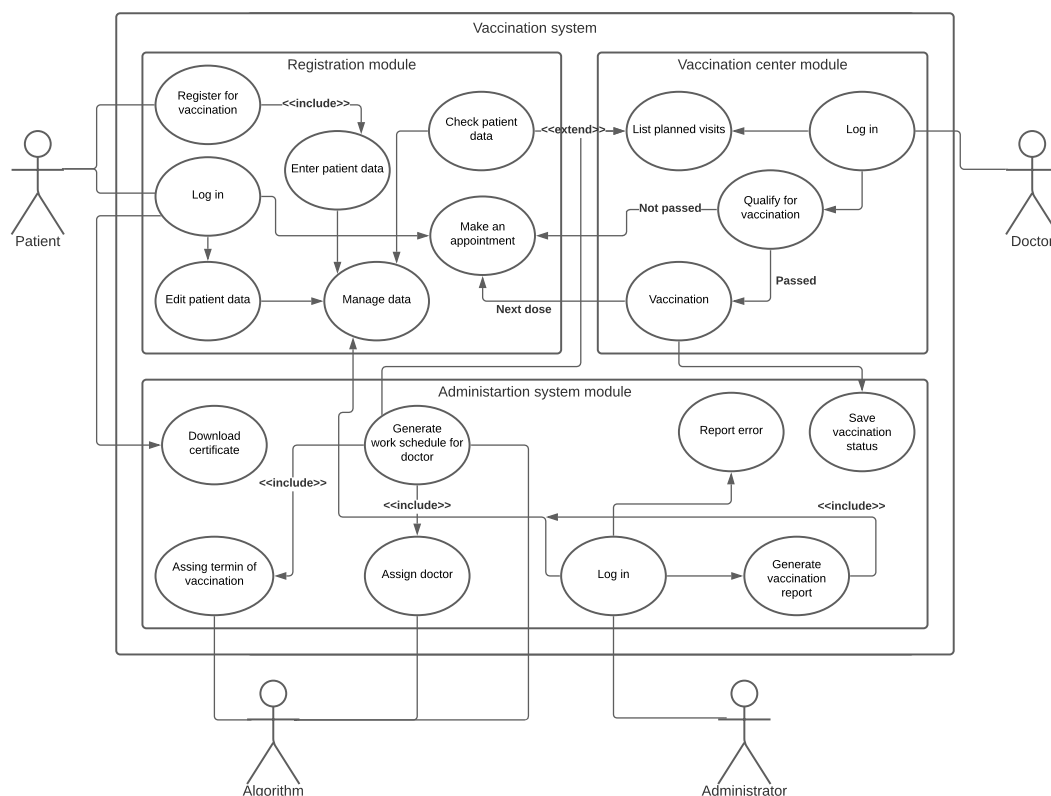 Vaccination system
Registration module
Vaccination center module
Register for
vaccination
<<include>>
Check patient
data
<<extend>>
List planned visits
Log in
Enter patient data
Log in
Qualify for
vaccination
Not passed
Make an
appointment
Patient
Doctor
Edit patient data
Manage data
Vaccination
Passed
Next dose
Administartion system module
Download
certificate
Generate
work schedule for
doctor
Report error
Save
vaccination
status
<<include>>
<<include>>
<<include>>
Assing termin of
vaccination
Assign doctor
Log in
Generate
vaccination
report
Algorithm
Administrator